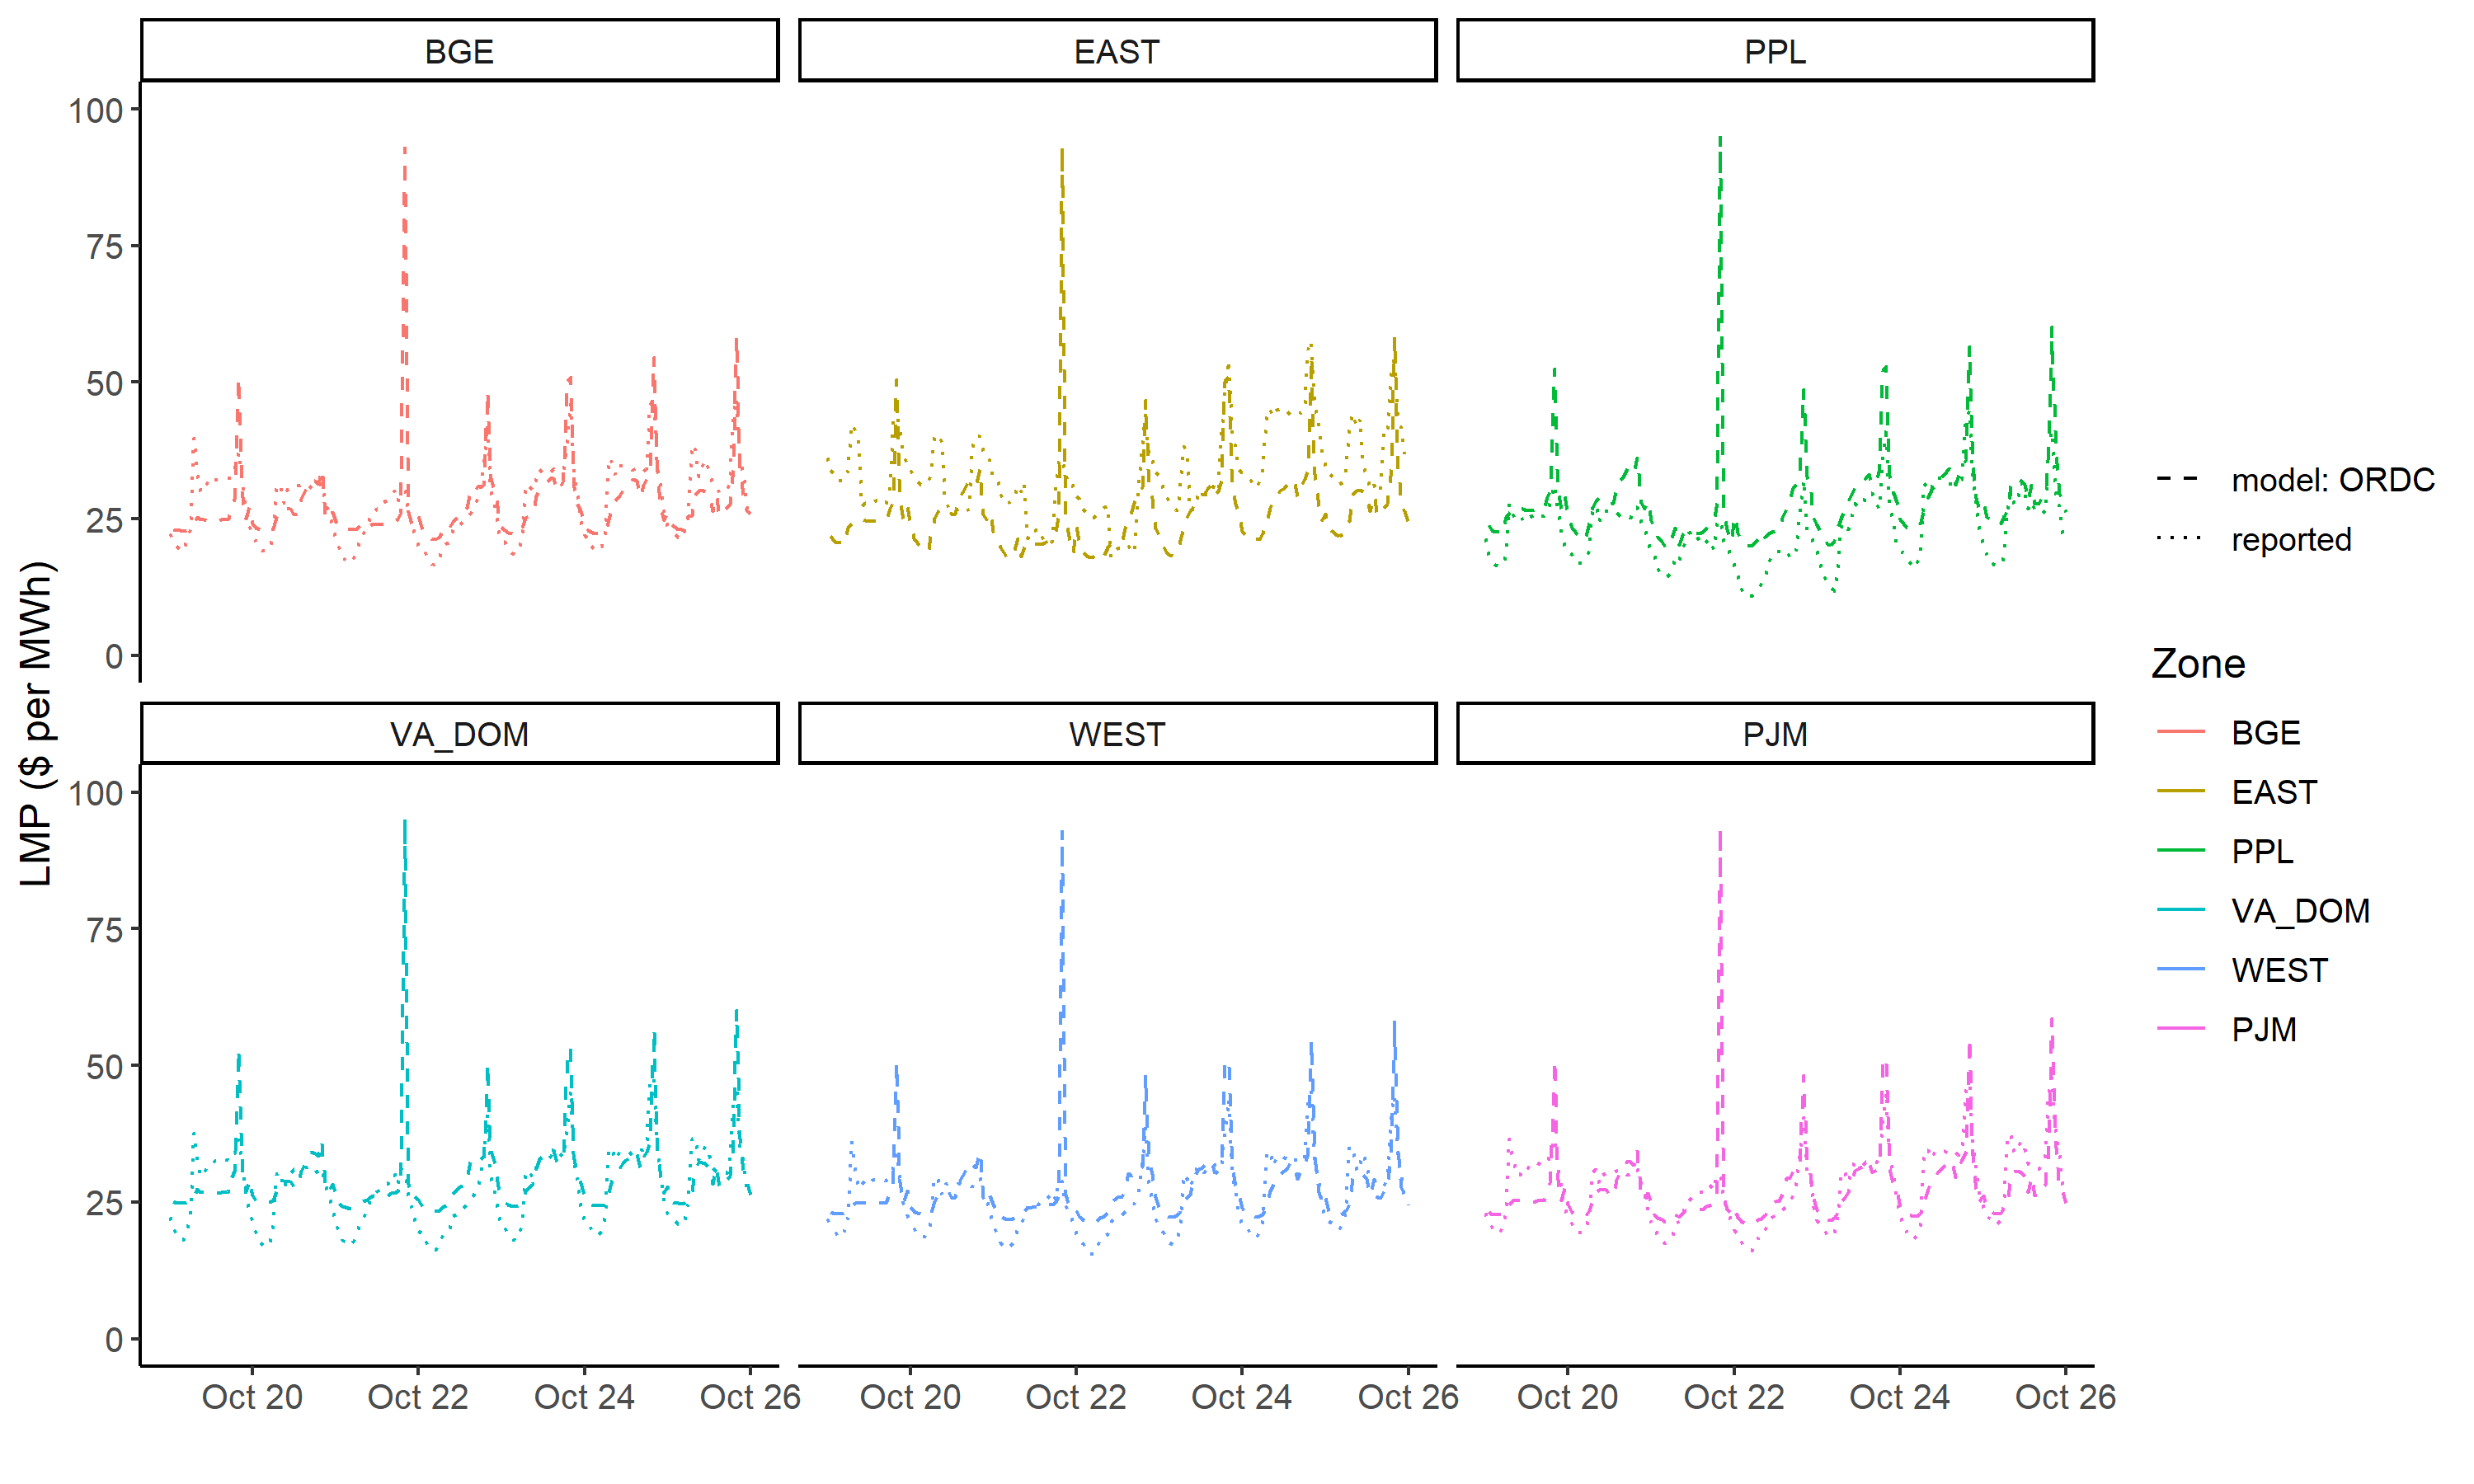 BGE EAST PPL
100
75
50
25
0
VA_DOM WEST PJM
100
75
50
25
0
Oct 20 Oct 22 Oct 24 Oct 26 Oct 20 Oct 22 Oct 24 Oct 26 Oct 20 Oct 22 Oct 24 Oct 26
LMP ($ per MWh)
model: ORDC
reported
Zone
BGE
EAST
PPL
VA_DOM
WEST
PJM